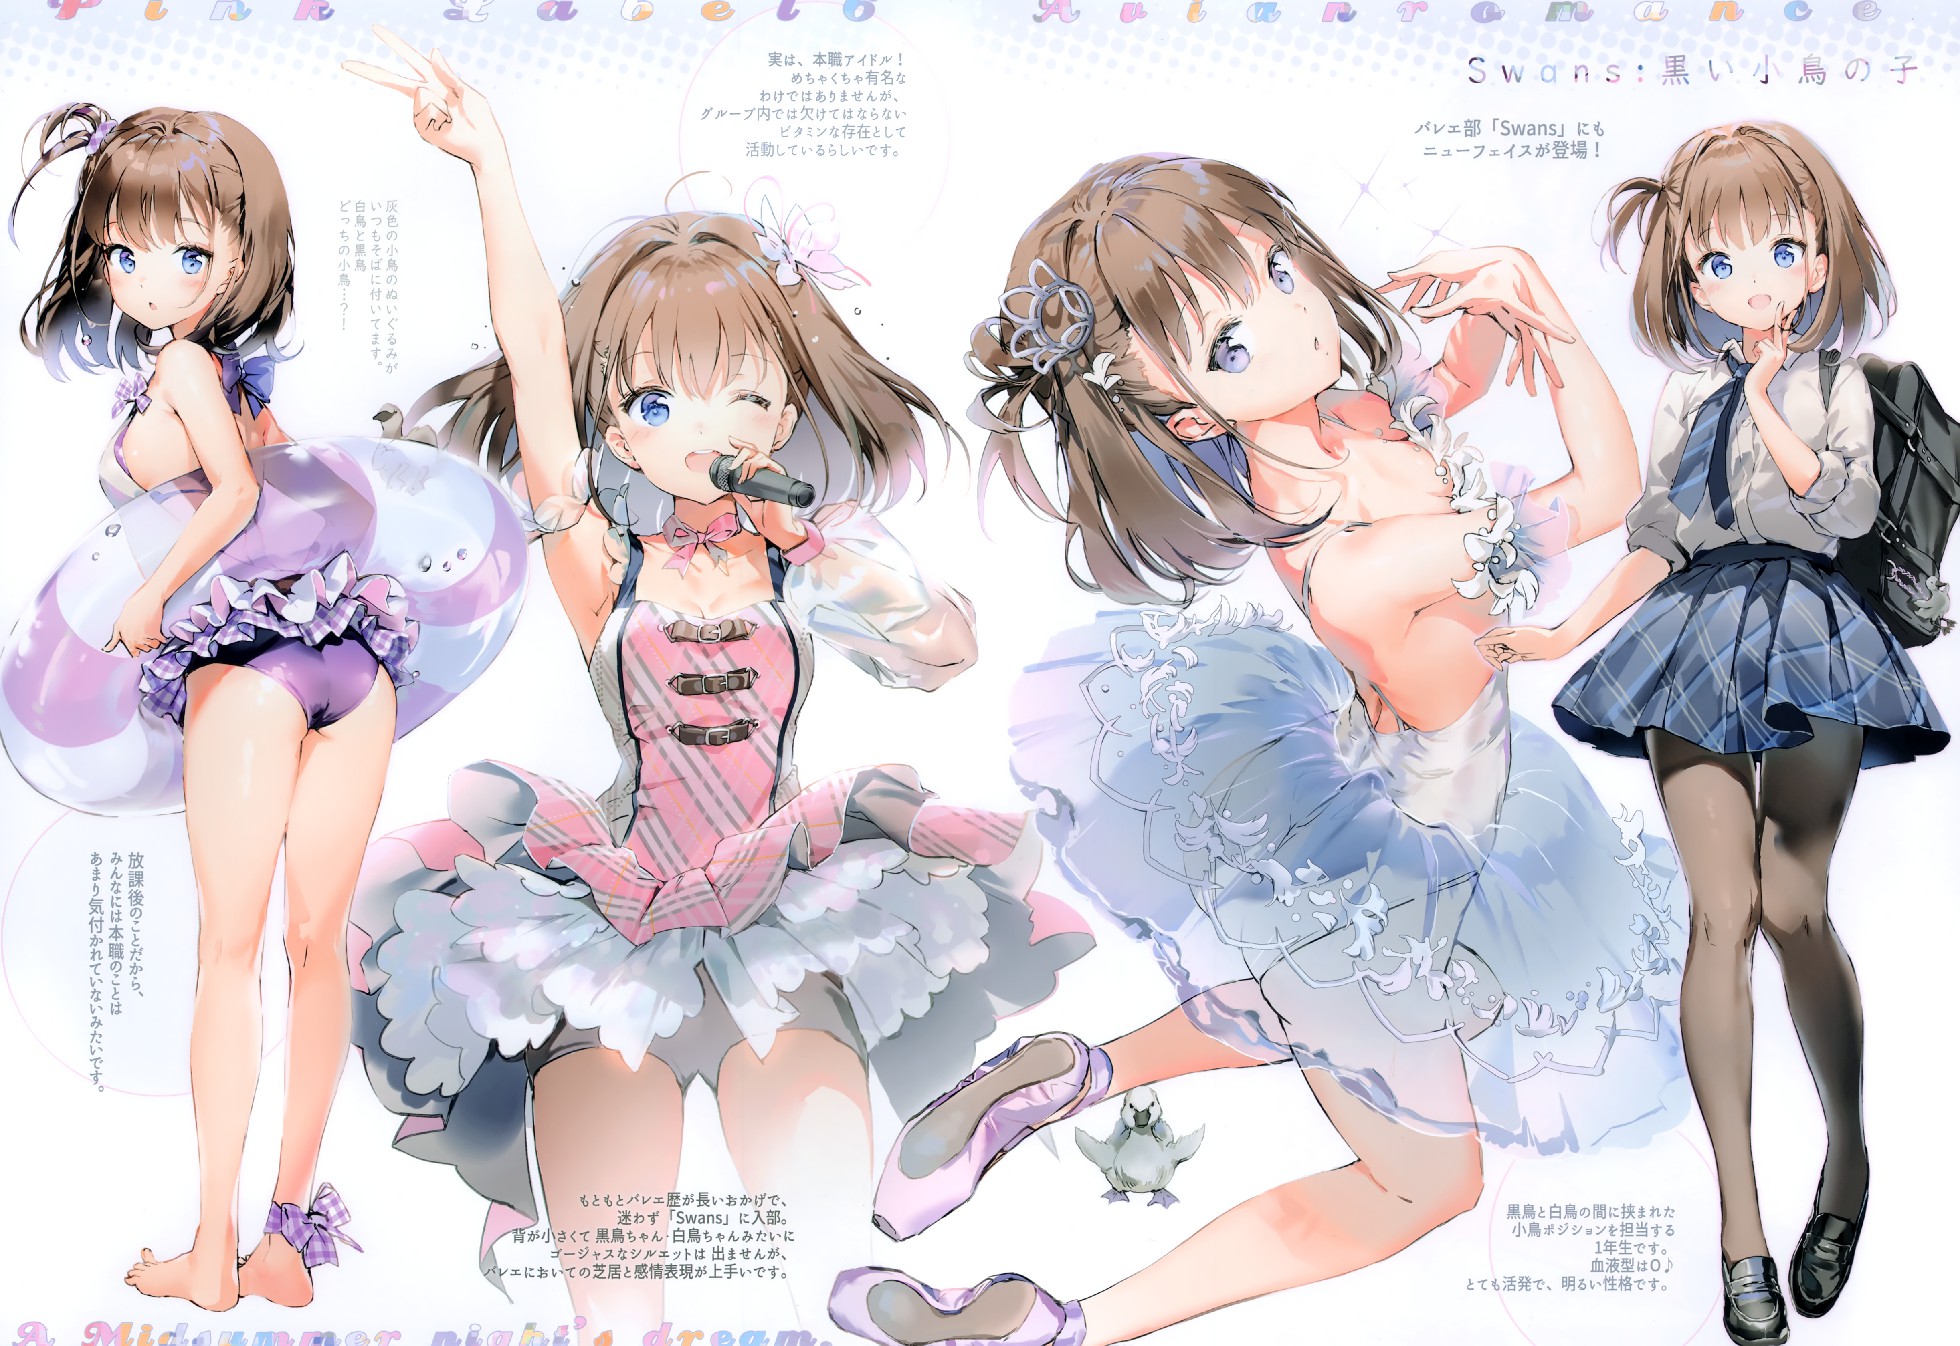 Pink Label6 Avianromance
Swans:黒い小鳥の子
バレエ部「Swans」にも
ニューフェイスが登場！
実は、本職アイドル！
めちゃくちゃ有名な
わけではありませんが、
グループ内では欠けてはならない
ビタミンな存在として
活動しているらしいです。
灰色の小鳥のぬいぐるみが
いつもそばに付いてます。
白鳥と黒鳥
どっちの小鳥…？！
放課後のことだから、
みんなには本職のことは
あまり気付かれていないみたいです。
もともとバレエ歴が長いおかげで、
迷わず「Swans」に入部。
背が小さくて 黒鳥ちゃん・白鳥ちゃんみたいに
ゴージャスなシルエットは 出ませんが、
バレエにおいての芝居と感情表現が上手いです。
黒鳥と白鳥の間に挟まれた
小鳥ポジションを担当する
1年生です。
血液型はO♪
とても活発で、明るい性格です。
A Midsummer night's dream.